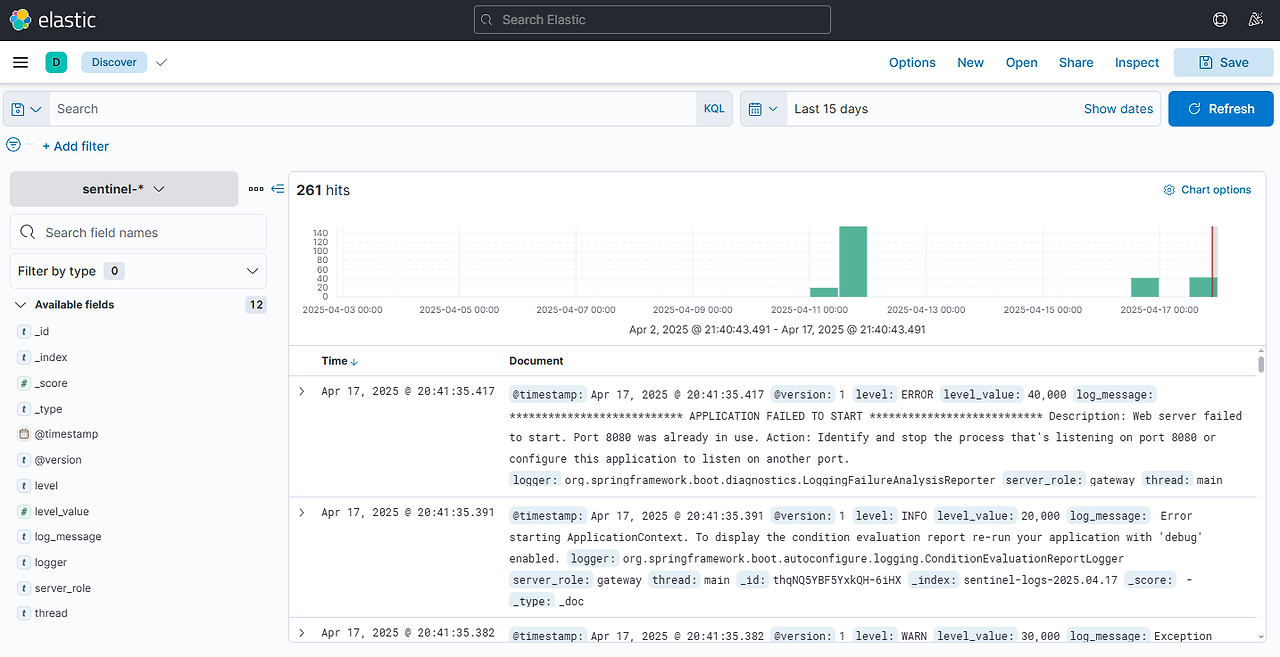 elastic
Search Elastic
D
Discover
Options
New
Open
Share
Inspect
Save
Search
KQL
Last 15 days
Show dates
Refresh
+ Add filter
sentinel-*
Search field names
Filter by type 0
Available fields 12
t _id
t _index
# _score
t _type
@timestamp
t @version
t level
# level_value
t log_message
t logger
t server_role
t thread
261 hits
Chart options
140
120
100
80
60
40
20
0
2025-04-03 00:00
2025-04-05 00:00
2025-04-07 00:00
2025-04-09 00:00
2025-04-11 00:00
2025-04-13 00:00
2025-04-15 00:00
2025-04-17 00:00
Apr 2, 2025 @ 21:40:43.491 - Apr 17, 2025 @ 21:40:43.491
Time
Document
Apr 17, 2025 @ 20:41:35.417
@timestamp: Apr 17, 2025 @ 20:41:35.417 @version: 1 level: ERROR level_value: 40,000 log_message:
*************************** APPLICATION FAILED TO START *************************** Description: Web server failed
to start. Port 8080 was already in use. Action: Identify and stop the process that's listening on port 8080 or
configure this application to listen on another port.
logger: org.springframework.boot.diagnostics.LoggingFailureAnalysisReporter server_role: gateway thread: main
Apr 17, 2025 @ 20:41:35.391
@timestamp: Apr 17, 2025 @ 20:41:35.391 @version: 1 level: INFO level_value: 20,000 log_message: Error
starting ApplicationContext. To display the condition evaluation report re-run your application with 'debug'
enabled. logger: org.springframework.boot.autoconfigure.logging.ConditionEvaluationReportLogger
server_role: gateway thread: main _id: thqNQ5YBF5YxkQH-6iHX _index: sentinel-logs-2025.04.17 _score: -
_type: _doc
Apr 17, 2025 @ 20:41:35.382
@timestamp: Apr 17, 2025 @ 20:41:35.382 @version: 1 level: WARN level_value: 30,000 log_message: Exception